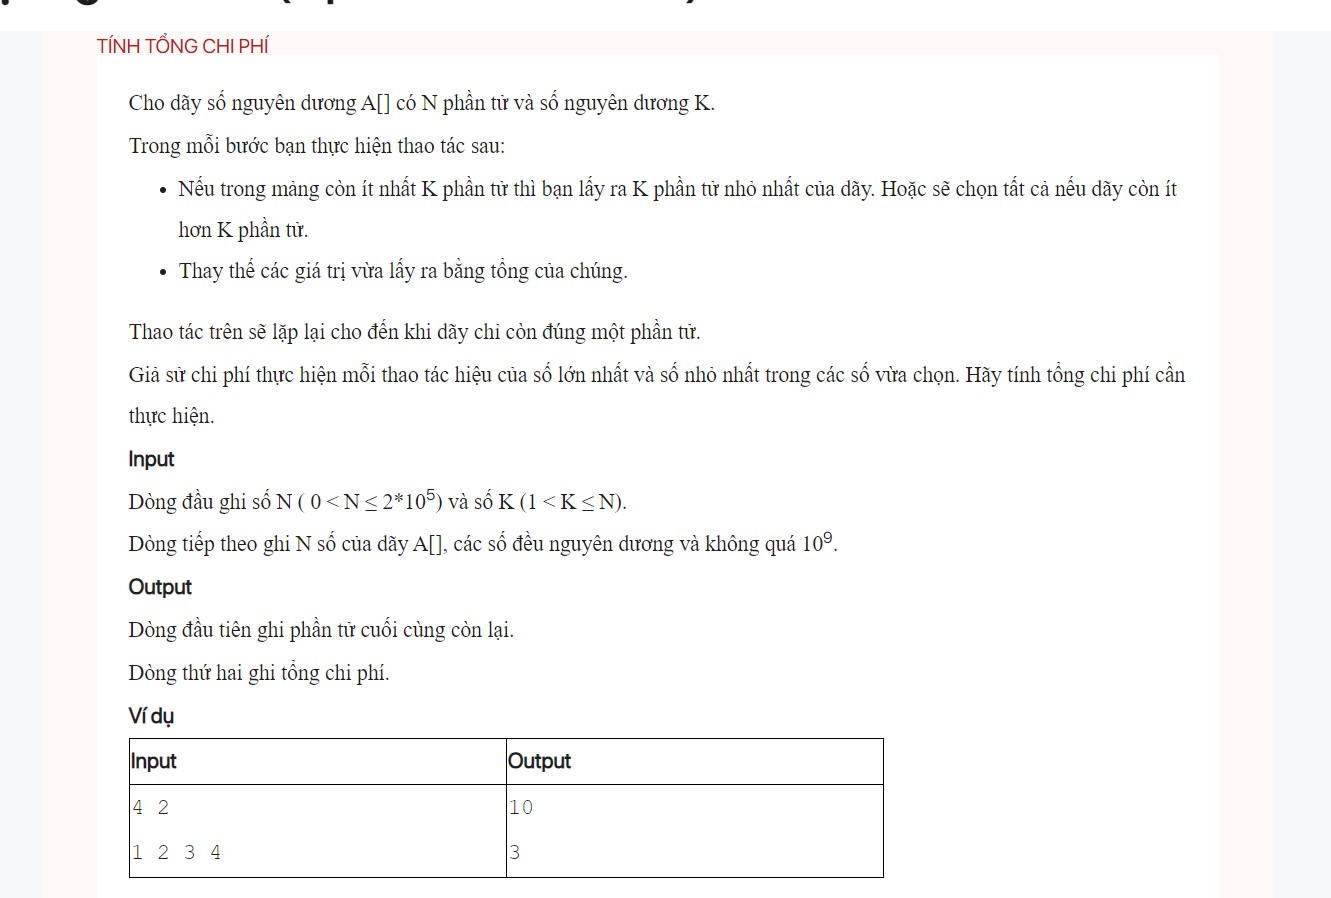 TÍNH TỔNG CHI PHÍ
Cho dãy số nguyên dương A[] có N phần tử và số nguyên dương K.
Trong mỗi bước bạn thực hiện thao tác sau:
• Nếu trong mảng còn ít nhất K phần tử thì bạn lấy ra K phần tử nhỏ nhất của dãy. Hoặc sẽ chọn tất cả nếu dãy còn ít
hơn K phần tử.
• Thay thế các giá trị vừa lấy ra bằng tổng của chúng.
Thao tác trên sẽ lặp lại cho đến khi dãy chỉ còn đúng một phần tử.
Giả sử chi phí thực hiện mỗi thao tác hiệu của số lớn nhất và số nhỏ nhất trong các số vừa chọn. Hãy tính tổng chi phí cần
thực hiện.
Input
Dòng đầu ghi số N ( 0 < N ≤ 2*10⁵) và số K (1 < K ≤ N).
Dòng tiếp theo ghi N số của dãy A[], các số đều nguyên dương và không quá 10⁹.
Output
Dòng đầu tiên ghi phần tử cuối cùng còn lại.
Dòng thứ hai ghi tổng chi phí.
Ví dụ
Input Output
4 2 10
1 2 3 4 3